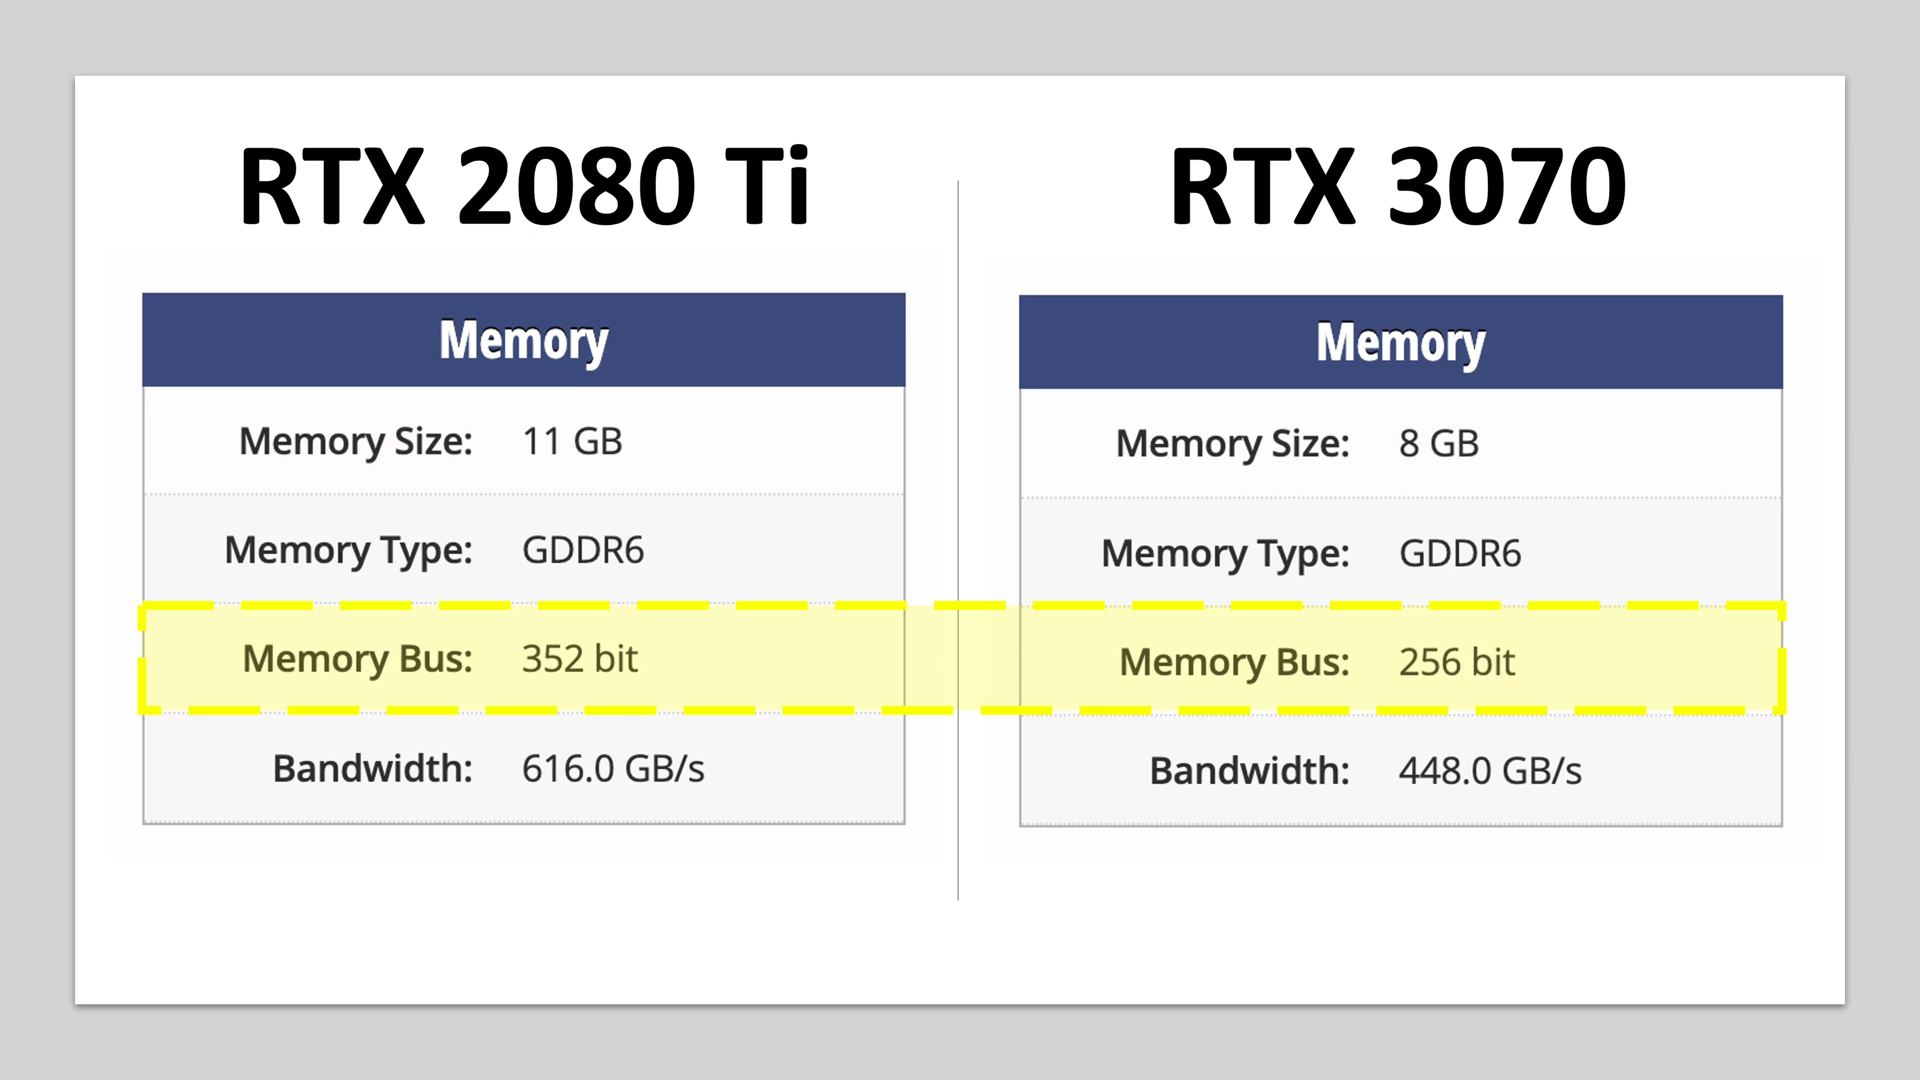 RTX 2080 Ti
Memory
Memory Size: 11 GB
Memory Type: GDDR6
Memory Bus: 352 bit
Bandwidth: 616.0 GB/s
RTX 3070
Memory
Memory Size: 8 GB
Memory Type: GDDR6
Memory Bus: 256 bit
Bandwidth: 448.0 GB/s